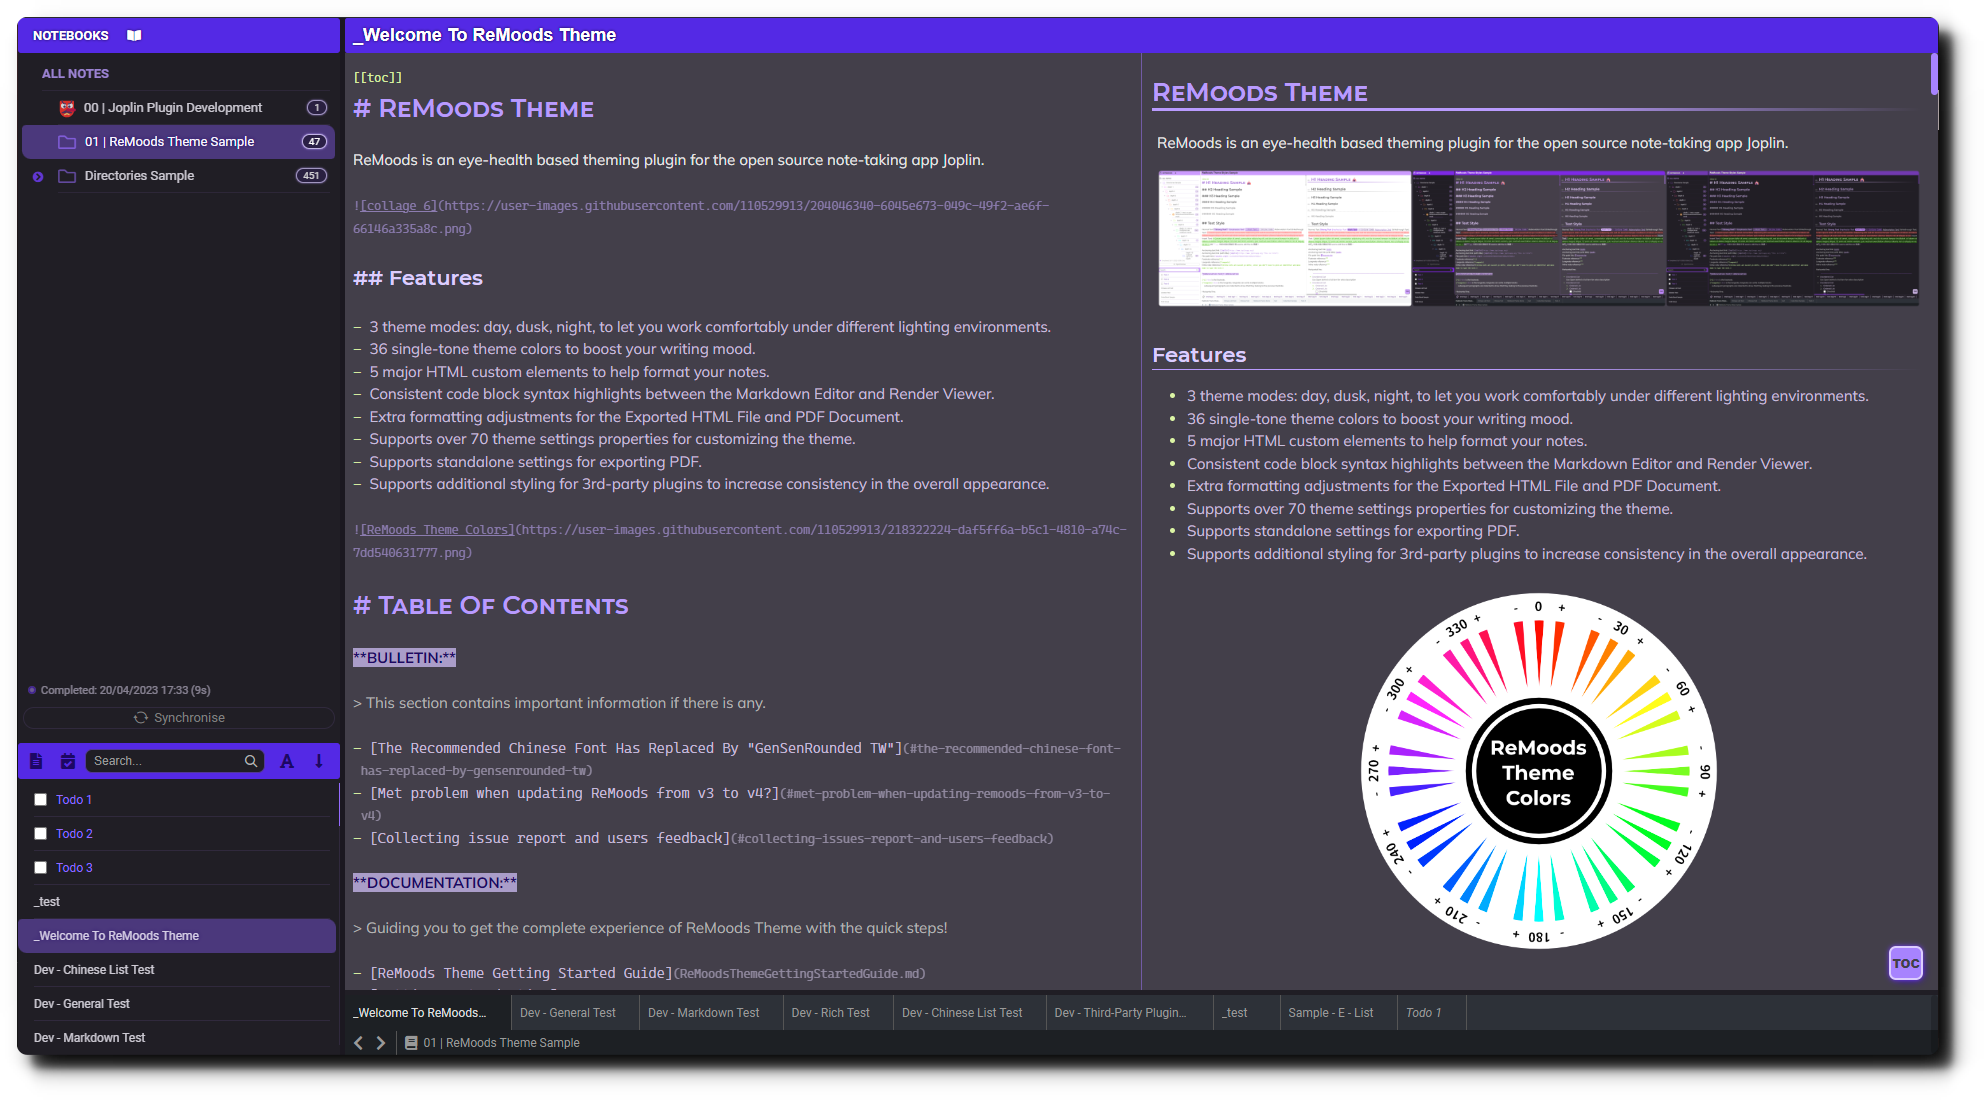 NOTEBOOKS
ALL NOTES
00 | Joplin Plugin Development 1
01 | ReMoods Theme Sample 47
Directories Sample 451
Completed: 20/04/2023 17:33 (9s)
Synchronise
Search...
A
Todo 1
Todo 2
Todo 3
_test
_Welcome To ReMoods Theme
Dev - Chinese List Test
Dev - General Test
Dev - Markdown Test
_Welcome To ReMoods Theme
[[toc]]
# ReMoods Theme
ReMoods is an eye-health based theming plugin for the open source note-taking app Joplin.
![collage 6](https://user-images.githubusercontent.com/110529913/204046340-6045e673-049c-49f2-ae6f-
66146a335a8c.png)
## Features
– 3 theme modes: day, dusk, night, to let you work comfortably under different lighting environments.
– 36 single-tone theme colors to boost your writing mood.
– 5 major HTML custom elements to help format your notes.
– Consistent code block syntax highlights between the Markdown Editor and Render Viewer.
– Extra formatting adjustments for the Exported HTML File and PDF Document.
– Supports over 70 theme settings properties for customizing the theme.
– Supports standalone settings for exporting PDF.
– Supports additional styling for 3rd-party plugins to increase consistency in the overall appearance.
![ReMoods Theme Colors](https://user-images.githubusercontent.com/110529913/218322224-daf5ff6a-b5c1-4810-a74c-
7dd540631777.png)
# Table Of Contents
**BULLETIN:**
> This section contains important information if there is any.
– [The Recommended Chinese Font Has Replaced By "GenSenRounded TW"](#the-recommended-chinese-font-
has-replaced-by-gensenrounded-tw)
– [Met problem when updating ReMoods from v3 to v4?](#met-problem-when-updating-remoods-from-v3-to-
v4)
– [Collecting issue report and users feedback](#collecting-issues-report-and-users-feedback)
**DOCUMENTATION:**
> Guiding you to get the complete experience of ReMoods Theme with the quick steps!
– [ReMoods Theme Getting Started Guide](ReMoodsThemeGettingStartedGuide.md)
ReMoods Theme
ReMoods is an eye-health based theming plugin for the open source note-taking app Joplin.
Features
• 3 theme modes: day, dusk, night, to let you work comfortably under different lighting environments.
• 36 single-tone theme colors to boost your writing mood.
• 5 major HTML custom elements to help format your notes.
• Consistent code block syntax highlights between the Markdown Editor and Render Viewer.
• Extra formatting adjustments for the Exported HTML File and PDF Document.
• Supports over 70 theme settings properties for customizing the theme.
• Supports standalone settings for exporting PDF.
• Supports additional styling for 3rd-party plugins to increase consistency in the overall appearance.
- 0 +
- 30 +
- 60 +
- 90 +
- 120 +
- 150 +
- 180 +
- 210 +
- 240 +
- 270 +
- 300 +
- 330 +
ReMoods
Theme
Colors
TOC
_Welcome To ReMoods...
Dev - General Test
Dev - Markdown Test
Dev - Rich Test
Dev - Chinese List Test
Dev - Third-Party Plugin...
_test
Sample - E - List
Todo 1
01 | ReMoods Theme Sample